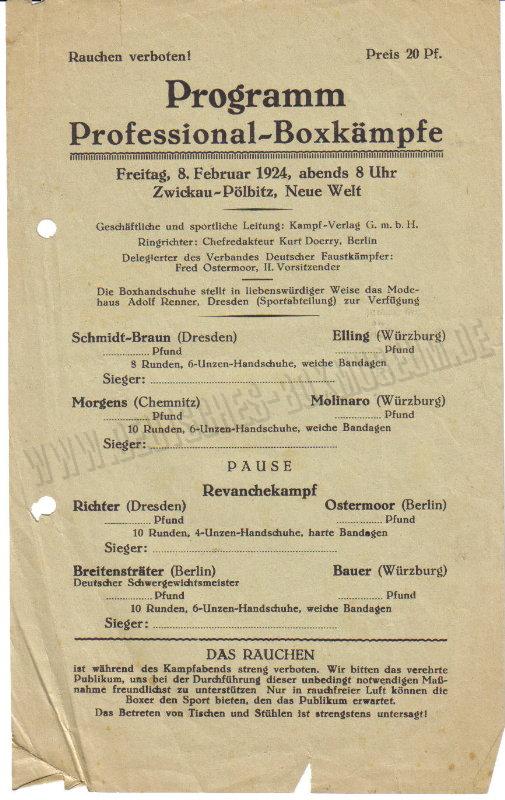 Rauchen verboten! Preis 20 Pf.
Programm
Professional-Boxkämpfe
Freitag, 8. Februar 1924, abends 8 Uhr
Zwickau-Pölbitz, Neue Welt
Geschäftliche und sportliche Leitung: Kampf-Verlag G. m. b. H.
Ringrichter: Chefredakteur Kurt Doerry, Berlin
Delegierter des Verbandes Deutscher Faustkämpfer:
Fred Ostermoor, II. Vorsitzender
Die Boxhandschuhe stellt in liebenswürdiger Weise das Mode-
haus Adolf Renner, Dresden (Sportabteilung) zur Verfügung
Schmidt-Braun (Dresden) Elling (Würzburg)
............ Pfund ............ Pfund
8 Runden, 6-Unzen-Handschuhe, weiche Bandagen
Sieger: ............
Morgens (Chemnitz) Molinaro (Würzburg)
............ Pfund ............ Pfund
10 Runden, 6-Unzen-Handschuhe, weiche Bandagen
Sieger: ............
PAUSE
Revanchekampf
Richter (Dresden) Ostermoor (Berlin)
............ Pfund ............ Pfund
10 Runden, 4-Unzen-Handschuhe, harte Bandagen
Sieger: ............
Breitensträter (Berlin) Bauer (Würzburg)
Deutscher Schwergewichtsmeister
............ Pfund ............ Pfund
10 Runden, 6-Unzen-Handschuhe, weiche Bandagen
Sieger: ............
DAS RAUCHEN
ist während des Kampfabends streng verboten. Wir bitten das verehrte
Publikum, uns bei der Durchführung dieser unbedingt notwendigen Maß-
nahme freundlichst zu unterstützen Nur in rauchfreier Luft können die
Boxer den Sport bieten, den das Publikum erwartet.
Das Betreten von Tischen und Stühlen ist strengstens untersagt!
WWW.DEUTSCHES-BOX-MUSEUM.DE